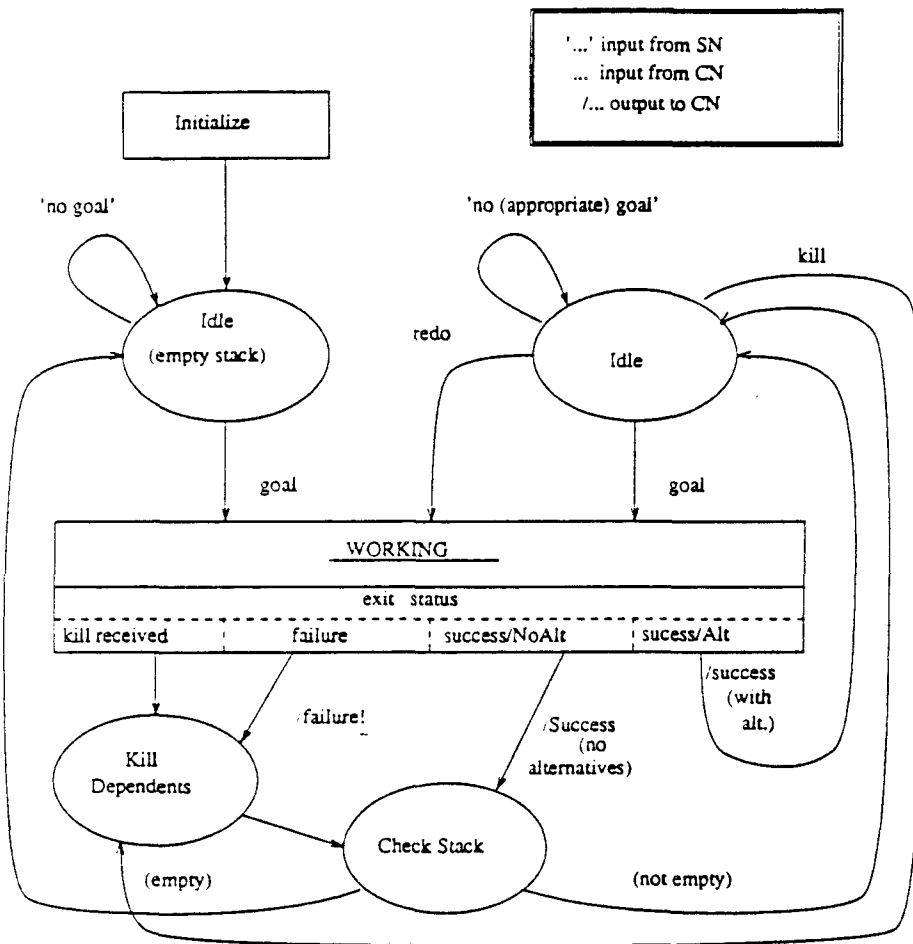 '...' input from SN
... input from CN
/... output to CN
Initialize
'no goal'
'no (appropriate) goal'
kill
Idle
(empty stack)
redo
Idle
goal
goal
WORKING
exit status
kill received
failure
success/NoAlt
sucess/Alt
/failure!
/Success
(no
alternatives)
/success
(with
alt.)
Kill
Dependents
Check Stack
(empty)
(not empty)